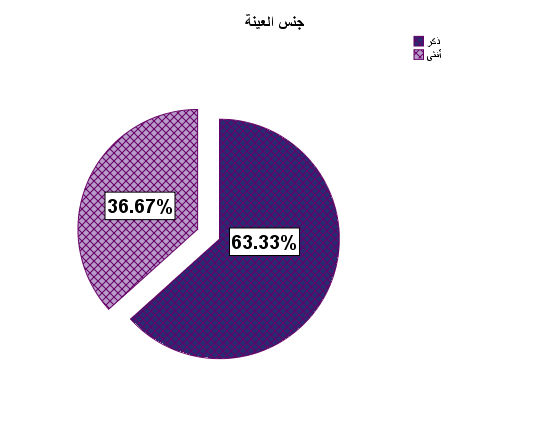 جنس العينة
ذكر
أنثى
36.67%
63.33%